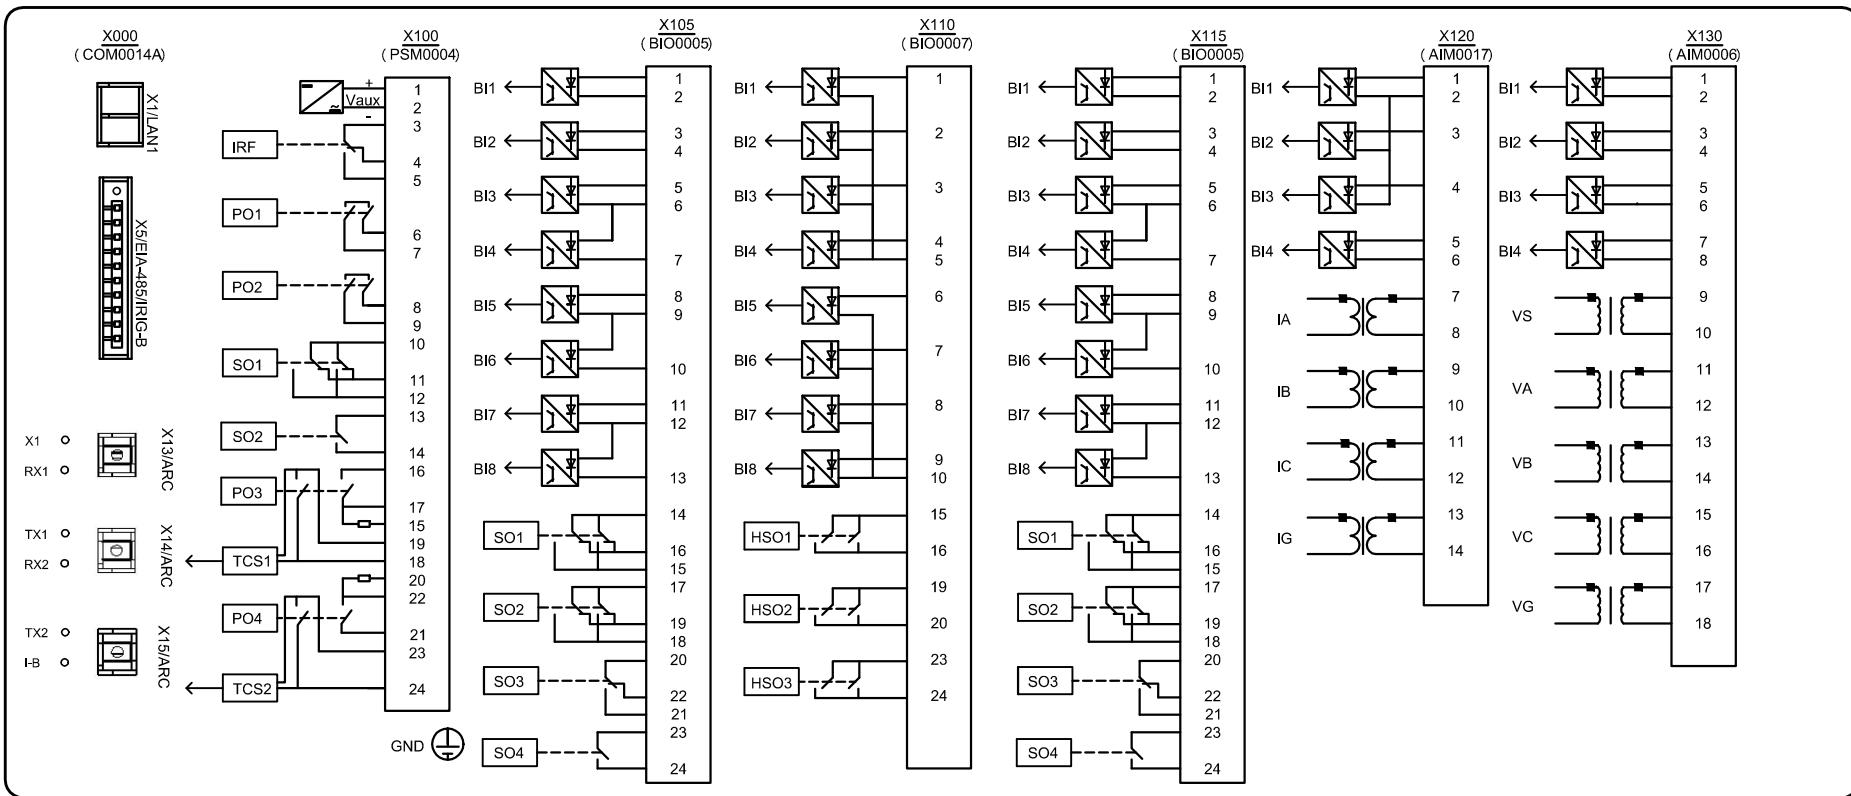 X000
(COM0014A)
X1/LAN1
X5/EIA-485/IRIG-B
X1
RX1
X13/ARC
TX1
RX2
X14/ARC
TX2
I-B
X15/ARC
X100
(PSM0004)
+
Vaux
-
1
2
3
IRF
4
5
PO1
6
7
PO2
8
9
10
SO1
11
12
13
SO2
14
16
PO3
17
15
19
TCS1
18
20
22
PO4
21
23
TCS2
24
GND
X105
(BIO0005)
BI1
1
2
BI2
3
4
BI3
5
6
BI4
7
BI5
8
9
BI6
10
BI7
11
12
BI8
13
14
SO1
16
15
17
SO2
19
18
20
SO3
22
21
23
SO4
24
X110
(BIO0007)
BI1
1
BI2
2
BI3
3
BI4
4
5
BI5
6
BI6
7
BI7
8
BI8
9
10
15
HSO1
16
19
HSO2
20
23
HSO3
24
X115
(BIO0005)
BI1
1
2
BI2
3
4
BI3
5
6
BI4
7
BI5
8
9
BI6
10
BI7
11
12
BI8
13
14
SO1
16
15
17
SO2
19
18
20
SO3
22
21
23
SO4
24
X120
(AIM0017)
BI1
1
2
BI2
3
BI3
4
BI4
5
6
7
IA
8
9
IB
10
11
IC
12
13
IG
14
X130
(AIM0006)
BI1
1
2
BI2
3
4
BI3
5
6
BI4
7
8
9
VS
10
11
VA
12
13
VB
14
15
VC
16
17
VG
18